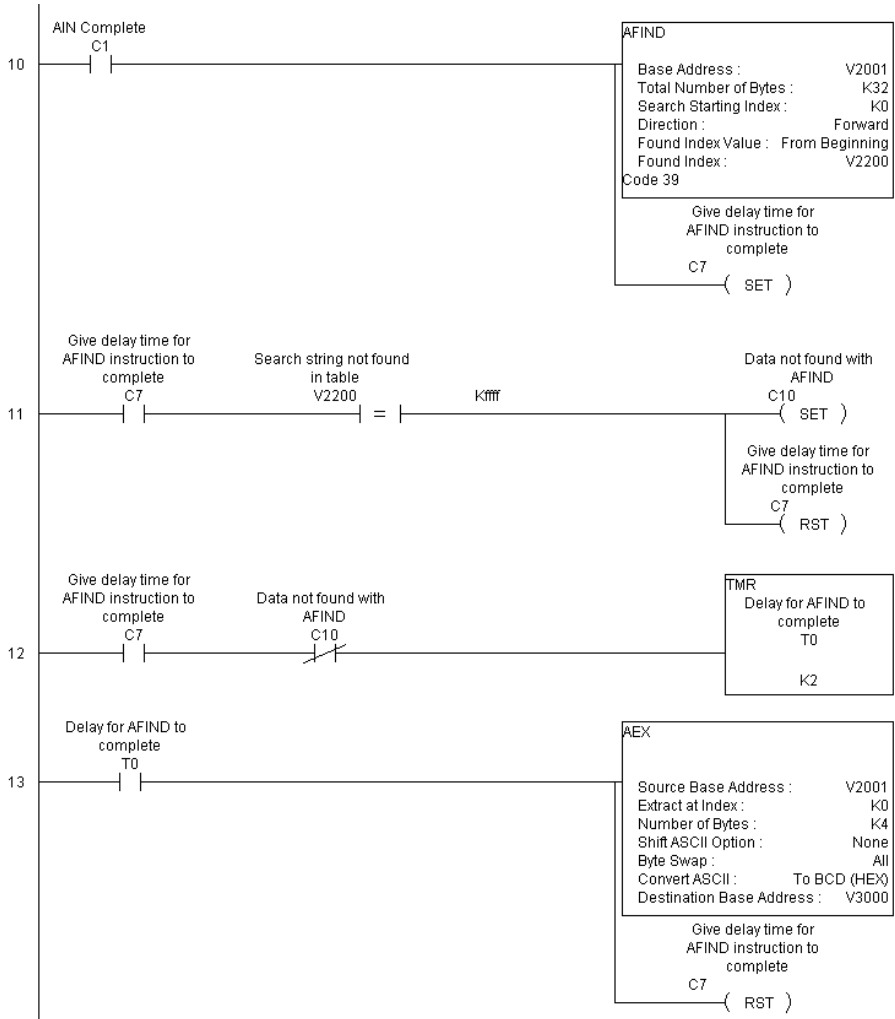 AIN Complete
C1
10
AFIND
Base Address : V2001
Total Number of Bytes : K32
Search Starting Index : K0
Direction : Forward
Found Index Value : From Beginning
Found Index : V2200
Code 39
Give delay time for
AFIND instruction to
complete
C7
( SET )
Give delay time for
AFIND instruction to
complete
C7
Search string not found
in table
V2200
=
Kffff
11
Data not found with
AFIND
C10
( SET )
Give delay time for
AFIND instruction to
complete
C7
( RST )
Give delay time for
AFIND instruction to
complete
C7
Data not found with
AFIND
C10
12
TMR
Delay for AFIND to
complete
T0
K2
Delay for AFIND to
complete
T0
13
AEX
Source Base Address : V2001
Extract at Index : K0
Number of Bytes : K4
Shift ASCII Option : None
Byte Swap : All
Convert ASCII : To BCD (HEX)
Destination Base Address : V3000
Give delay time for
AFIND instruction to
complete
C7
( RST )